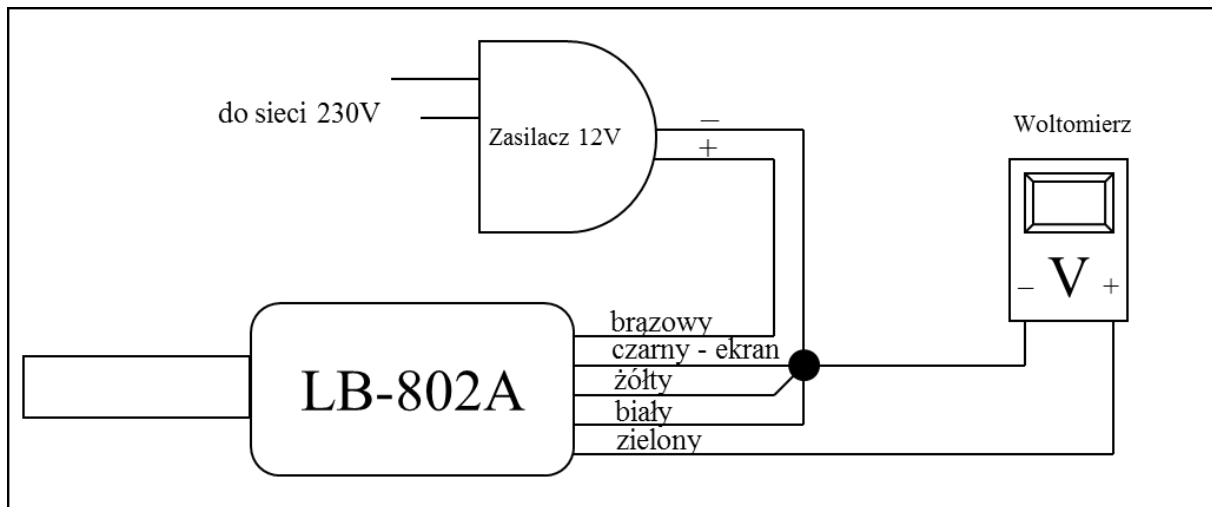 do sieci 230V
Zasilacz 12V
–
+
Woltomierz
– V +
LB-802A
brązowy
czarny - ekran
żółty
biały
zielony